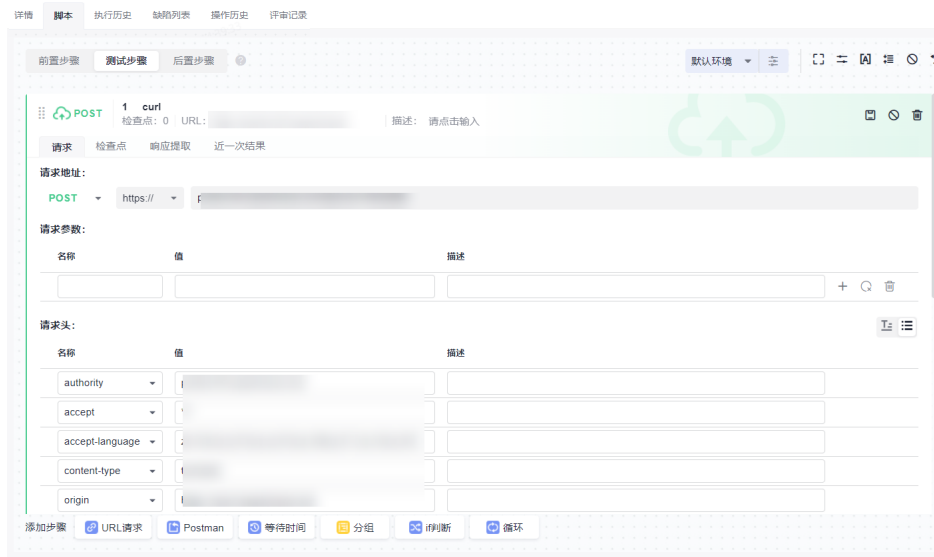 详情 脚本 执行历史 缺陷列表 操作历史 评审记录
前置步骤 测试步骤 后置步骤 默认环境
POST 1 curl
检查点: 0 URL: 描述: 请点击输入
请求 检查点 响应提取 近一次结果
请求地址:
POST https://
请求参数:
名称 值 描述
请求头:
名称 值 描述
authority
accept
accept-language
content-type
origin
添加步骤 URL请求 Postman 等待时间 分组 if判断 循环